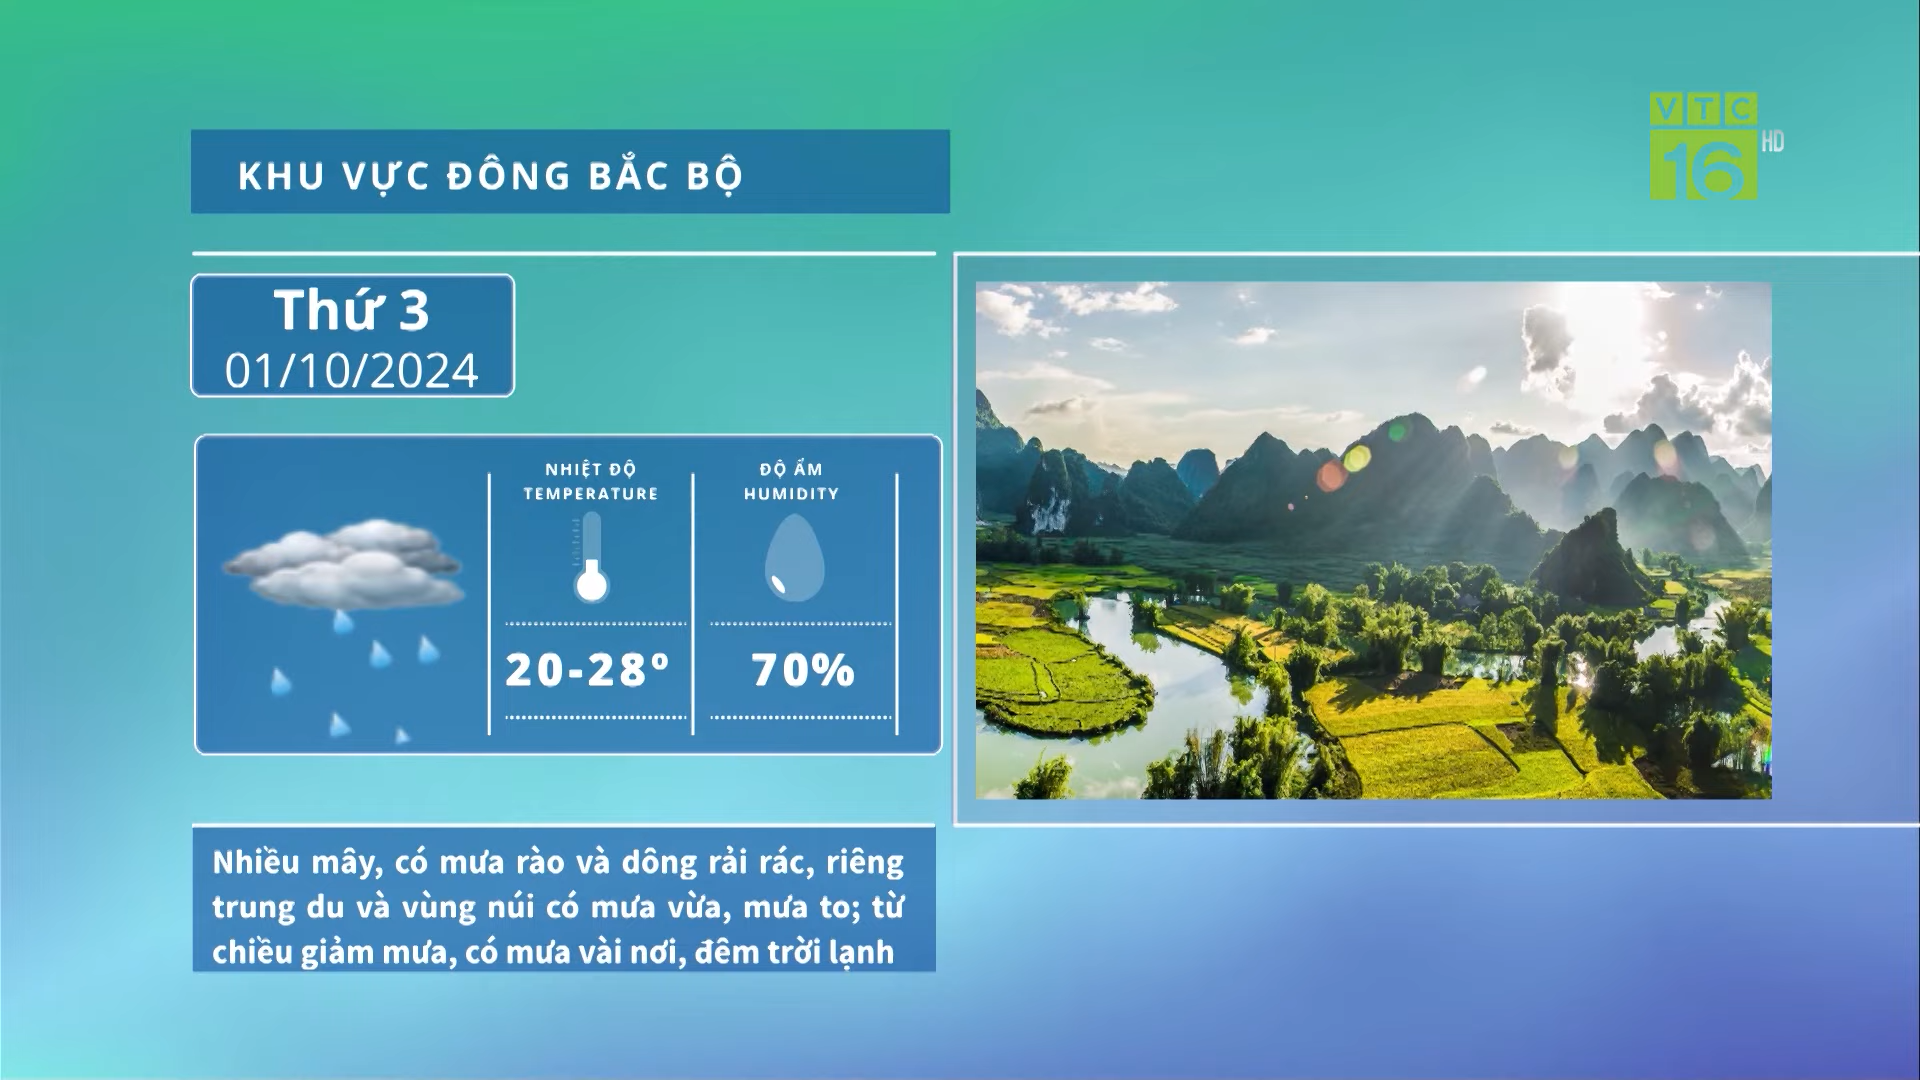 VTC
16 HD
KHU VỰC ĐÔNG BẮC BỘ
Thứ 3
01/10/2024
NHIỆT ĐỘ
TEMPERATURE
20-28º
ĐỘ ẨM
HUMIDITY
70%
Nhiều mây, có mưa rào và dông rải rác, riêng
trung du và vùng núi có mưa vừa, mưa to; từ
chiều giảm mưa, có mưa vài nơi, đêm trời lạnh